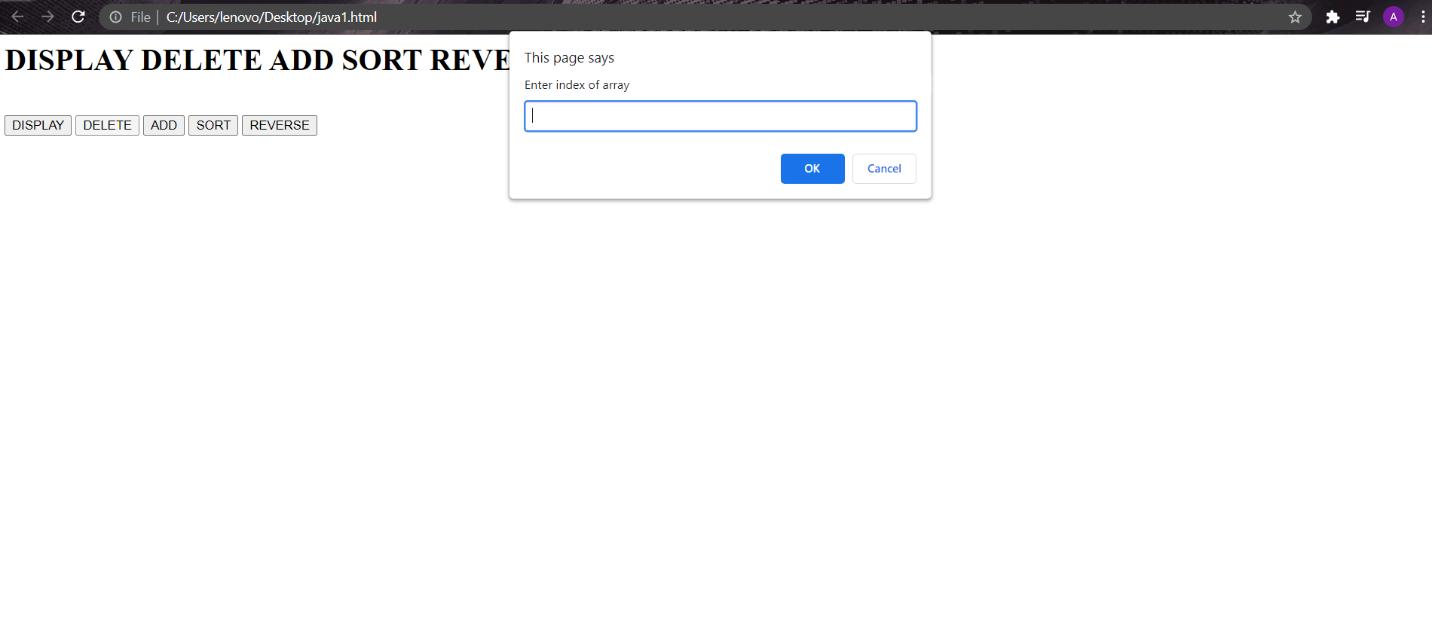 File | C:/Users/lenovo/Desktop/java1.html
A
DISPLAY DELETE ADD SORT REVE
This page says
Enter index of array
OK Cancel
DISPLAY DELETE ADD SORT REVERSE